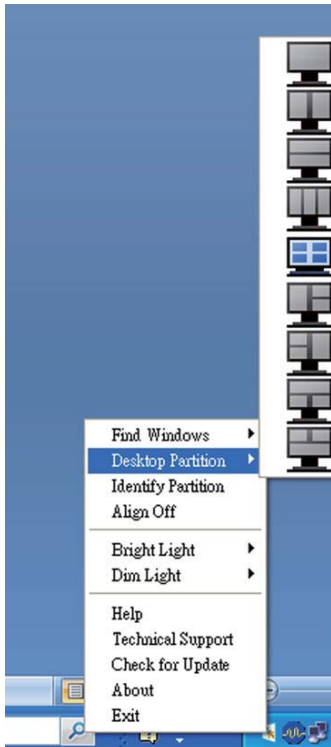 Find Windows
Desktop Partition
Identify Partition
Align Off
Bright Light
Dim Light
Help
Technical Support
Check for Update
About
Exit